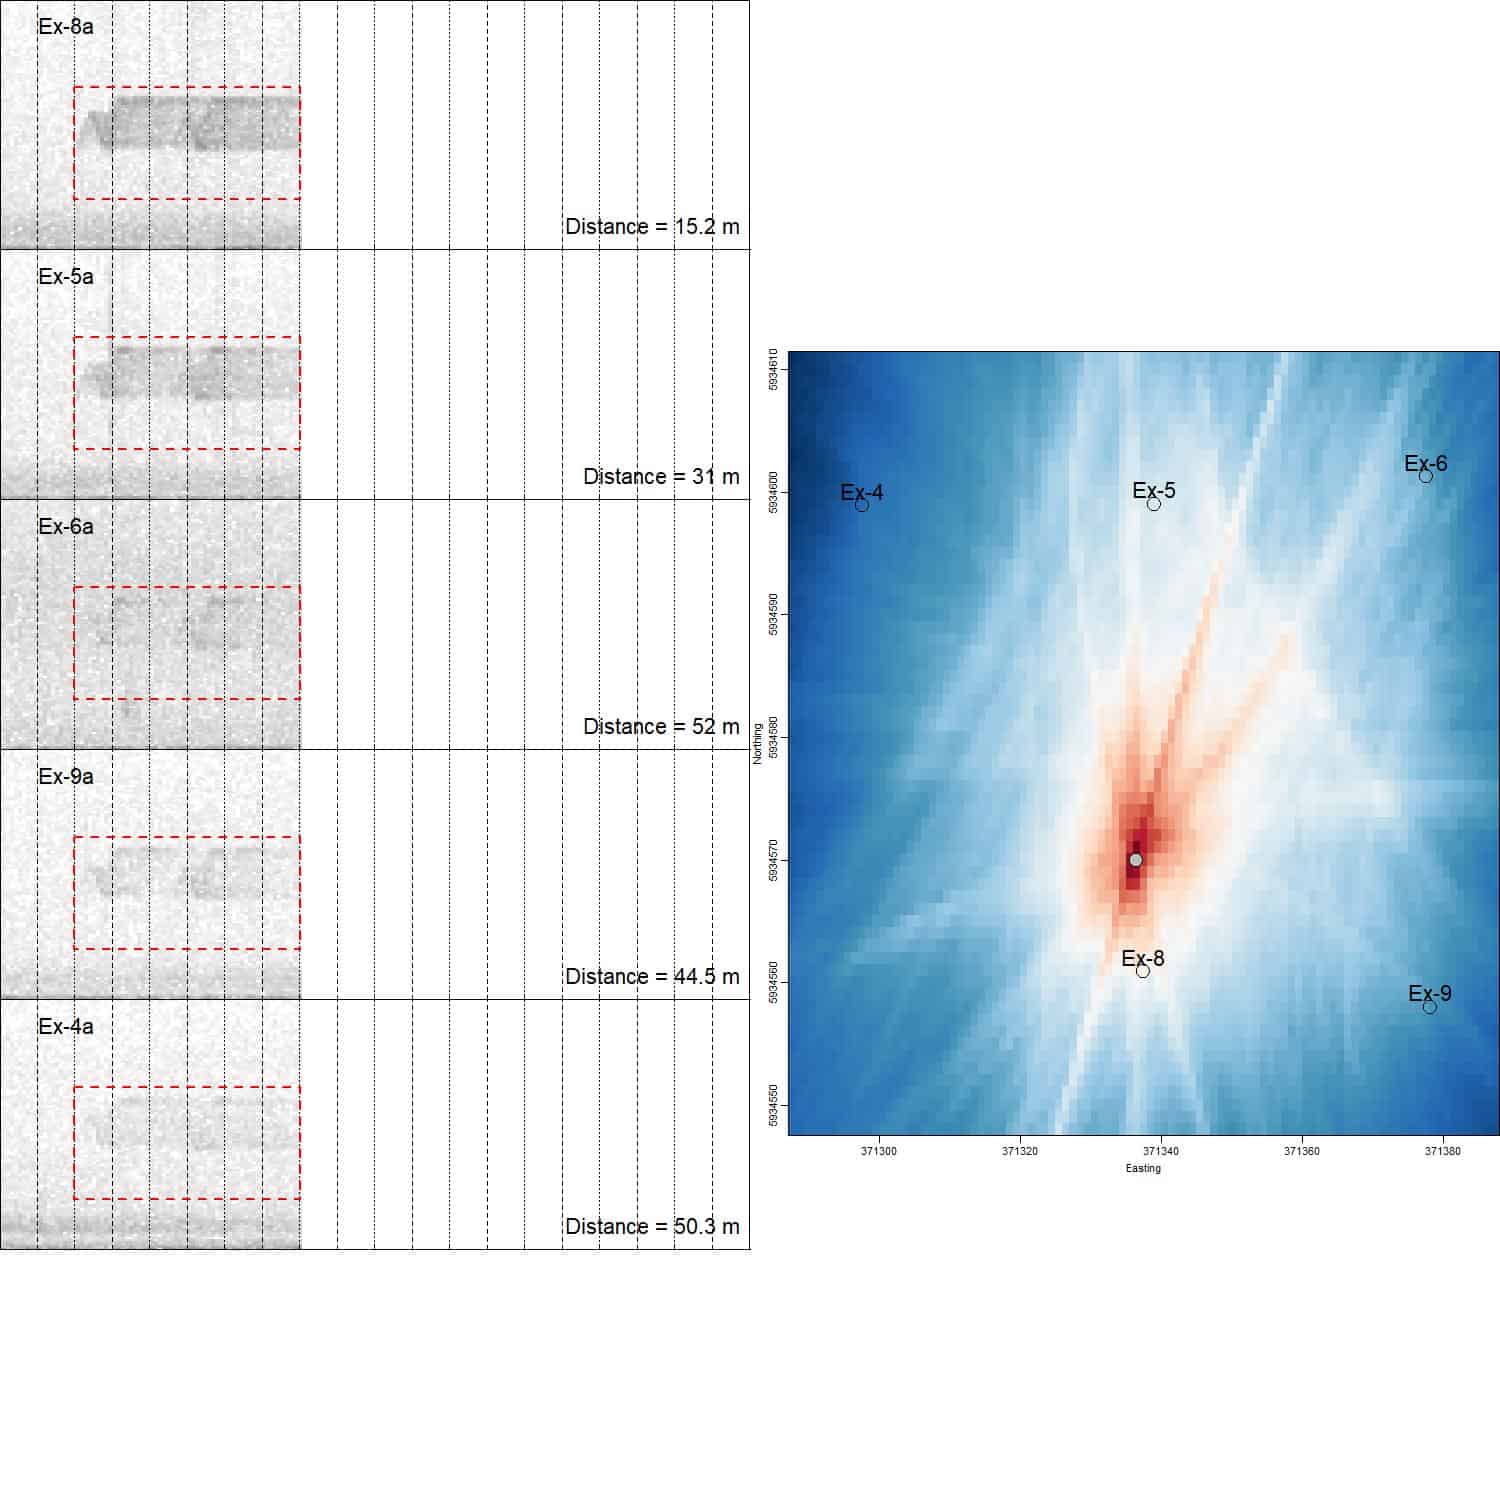 Ex-8a
Distance = 15.2 m
Ex-5a
Distance = 31 m
Ex-6a
Distance = 52 m
Ex-9a
Distance = 44.5 m
Ex-4a
Distance = 50.3 m
Northing
5934610
5934600
5934590
5934580
5934570
5934560
5934550
Ex-4
Ex-5
Ex-6
Ex-8
Ex-9
371300
371320
371340
371360
371380
Easting